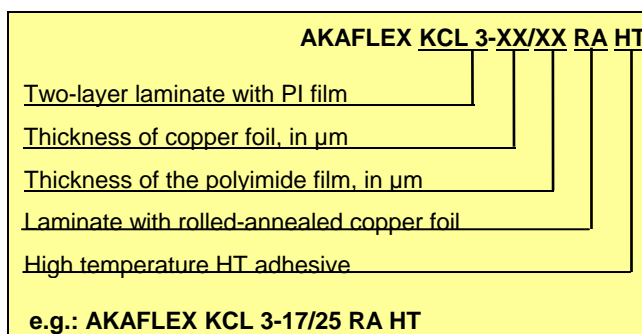 AKAFLEX KCL 3-XX/XX RA HT
Two-layer laminate with PI film
Thickness of copper foil, in µm
Thickness of the polyimide film, in µm
Laminate with rolled-annealed copper foil
High temperature HT adhesive
e.g.: AKAFLEX KCL 3-17/25 RA HT